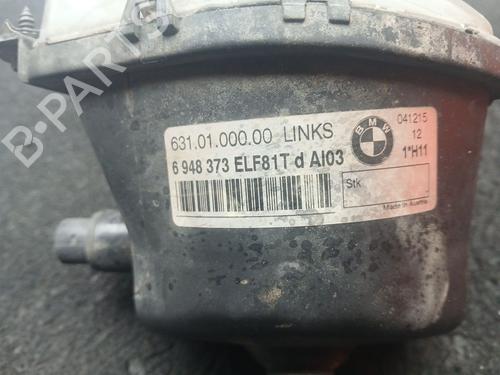 B-PARTS
631.01.000.00 LINKS
6 948 373 ELF81T d AI03
BMW
041215
12
1*H11
Stk
Made in Austria